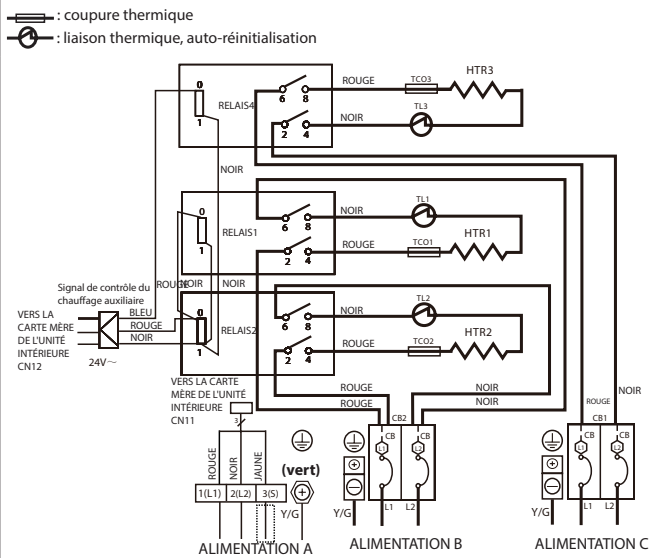 : coupure thermique
: liaison thermique, auto-réinitialisation
HTR3
ROUGE
TCO3
0
6 8
RELAIS4
TL3
NOIR
1
2 4
NOIR
TL1
0
NOIR
6 8
RELAIS1
HTR1
ROUGE
TCO1
1
2 4
Signal de contrôle du
chauffage auxiliaire
ROUGE
NOIR
NOIR
TL2
BLEU
0
NOIR
6 8
VERS LA
CARTE MÈRE
DE L'UNITÉ
INTÉRIEURE
CN12
ROUGE
RELAIS2
HTR2
NOIR
ROUGE
TCO2
24V~
1
2 4
VERS LA CARTE
MÈRE DE L'UNITÉ
INTÉRIEURE
CN11
3
ROUGE
NOIR
ROUGE
NOIR
ROUGE
NOIR
CB2
CB1
CB
CB
CB
CB
L1
L2
L1
L2
ROUGE
NOIR
JAUNE
(vert)
1(L1) 2(L2) 3(S)
Y/G
Y/G
L1
L2
Y/G
L1
L2
ALIMENTATION A
ALIMENTATION B
ALIMENTATION C